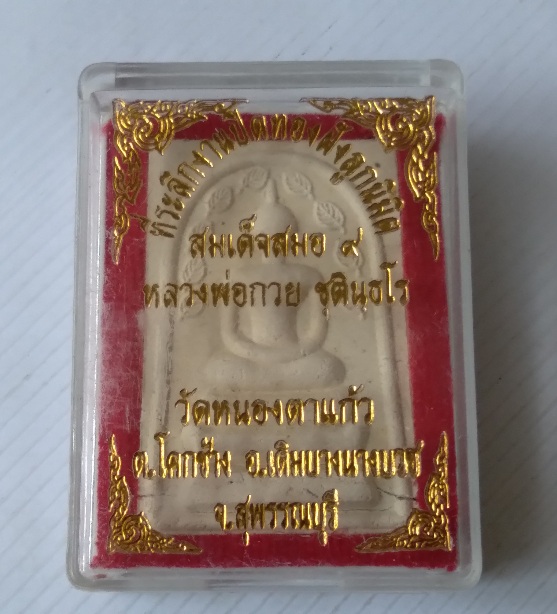 ที่ระลึกงานปิดทองฝังลูกนิมิต
สมเด็จสมอ ๙
หลวงพ่อกวย ชุตินฺธโร
วัดหนองตาแก้ว
ต.โคกช้าง อ.เดิมบางนางบวช
จ.สุพรรณบุรี